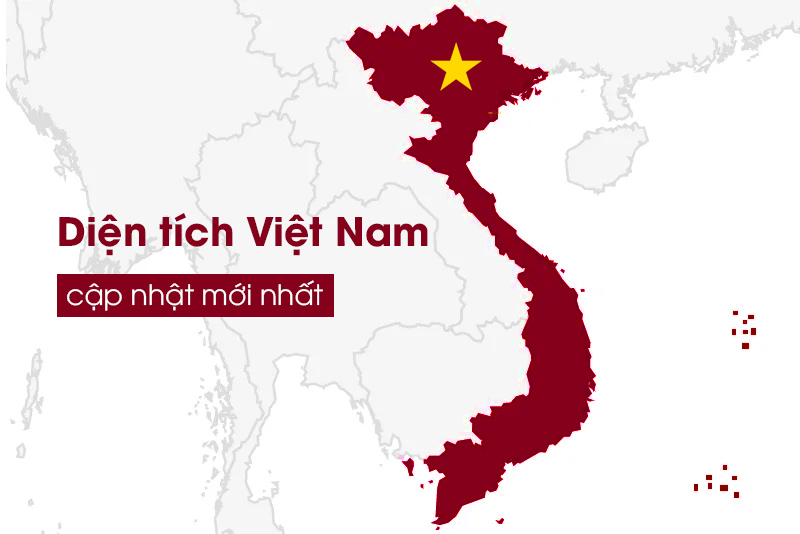 Diện tích Việt Nam
cập nhật mới nhất